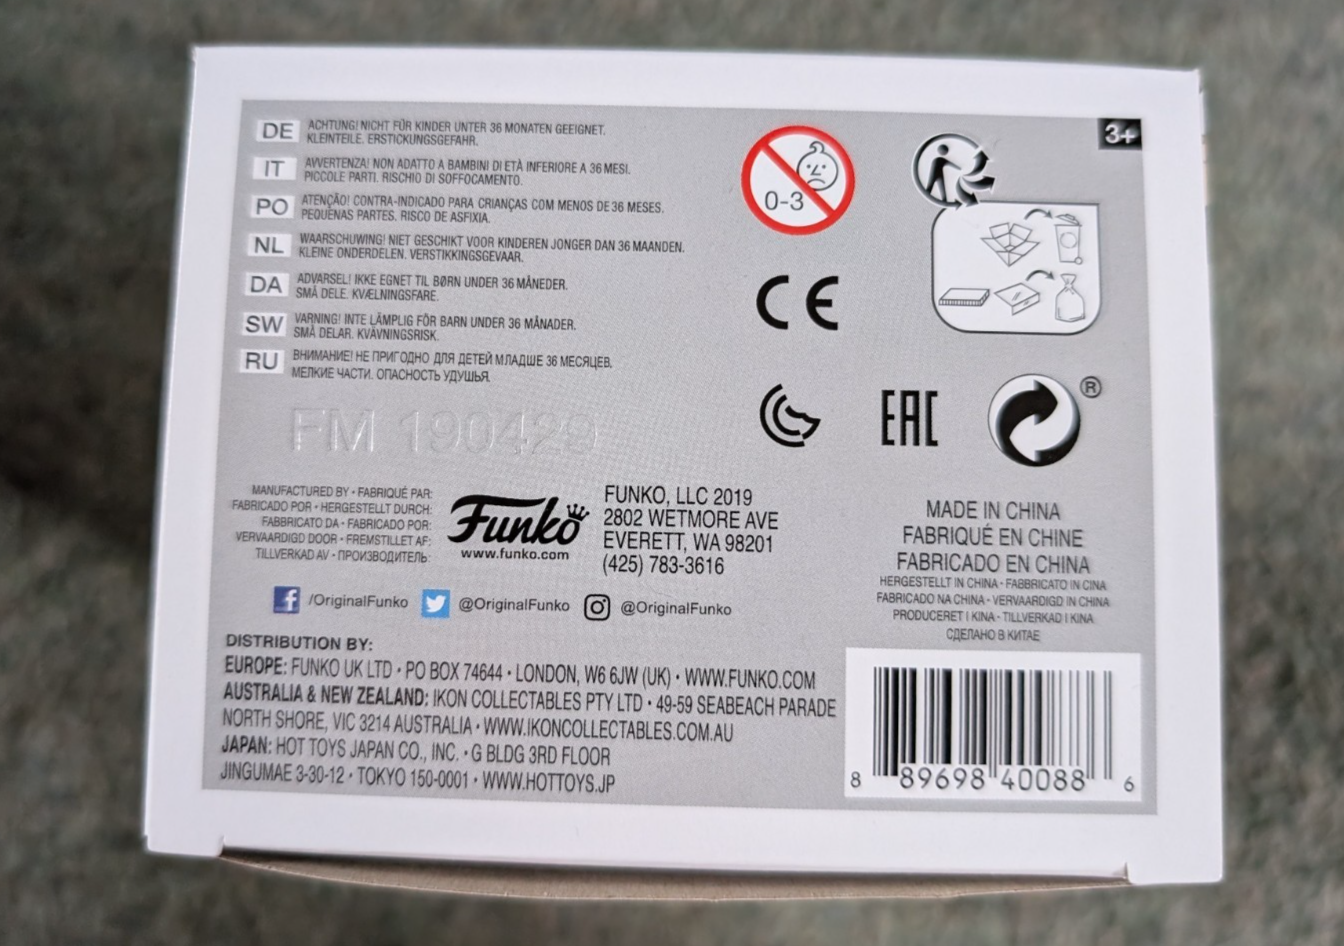 DE ACHTUNG! NICHT FÜR KINDER UNTER 36 MONATEN GEEIGNET.
KLEINTEILE. ERSTICKUNGSGEFAHR.
IT AVVERTENZA! NON ADATTO A BAMBINI DI ETÀ INFERIORE A 36 MESI.
PICCOLE PARTI. RISCHIO DI SOFFOCAMENTO.
PO ATENÇÃO! CONTRA-INDICADO PARA CRIANÇAS COM MENOS DE 36 MESES.
PEQUENAS PARTES. RISCO DE ASFIXIA.
NL WAARSCHUWING! NIET GESCHIKT VOOR KINDEREN JONGER DAN 36 MAANDEN.
KLEINE ONDERDELEN. VERSTIKKINGSGEVAAR.
DA ADVARSEL! IKKE EGNET TIL BØRN UNDER 36 MÅNEDER.
SMÅ DELE. KVÆLNINGSFARE.
SW VARNING! INTE LÄMPLIG FÖR BARN UNDER 36 MÅNADER.
SMÅ DELAR. KVÄVNINGSRISK.
RU ВНИМАНИЕ! НЕ ПРИГОДНО ДЛЯ ДЕТЕЙ МЛАДШЕ 36 МЕСЯЦЕВ.
МЕЛКИЕ ЧАСТИ. ОПАСНОСТЬ УДУШЬЯ.
0-3
3+
CE
EAC
®
FM 190429
MANUFACTURED BY • FABRIQUÉ PAR:
FABRICADO POR • HERGESTELLT DURCH:
FABBRICATO DA • FABRICADO POR:
VERVAARDIGD DOOR • FREMSTILLET AF:
TILLVERKAD AV • ПРОИЗВОДИТЕЛЬ:
Funko
www.funko.com
FUNKO, LLC 2019
2802 WETMORE AVE
EVERETT, WA 98201
(425) 783-3616
/OriginalFunko @OriginalFunko @OriginalFunko
MADE IN CHINA
FABRIQUÉ EN CHINE
FABRICADO EN CHINA
HERGESTELLT IN CHINA • FABBRICATO IN CINA
FABRICADO NA CHINA • VERVAARDIGD IN CHINA
PRODUCERET I KINA • TILLVERKAD I KINA
СДЕЛАНО В КИТАЕ
DISTRIBUTION BY:
EUROPE: FUNKO UK LTD • PO BOX 74644 • LONDON, W6 6JW (UK) • WWW.FUNKO.COM
AUSTRALIA & NEW ZEALAND: IKON COLLECTABLES PTY LTD • 49-59 SEABEACH PARADE
NORTH SHORE, VIC 3214 AUSTRALIA • WWW.IKONCOLLECTABLES.COM.AU
JAPAN: HOT TOYS JAPAN CO., INC. • G BLDG 3RD FLOOR
JINGUMAE 3-30-12 • TOKYO 150-0001 • WWW.HOTTOYS.JP
8 89698 40088 6